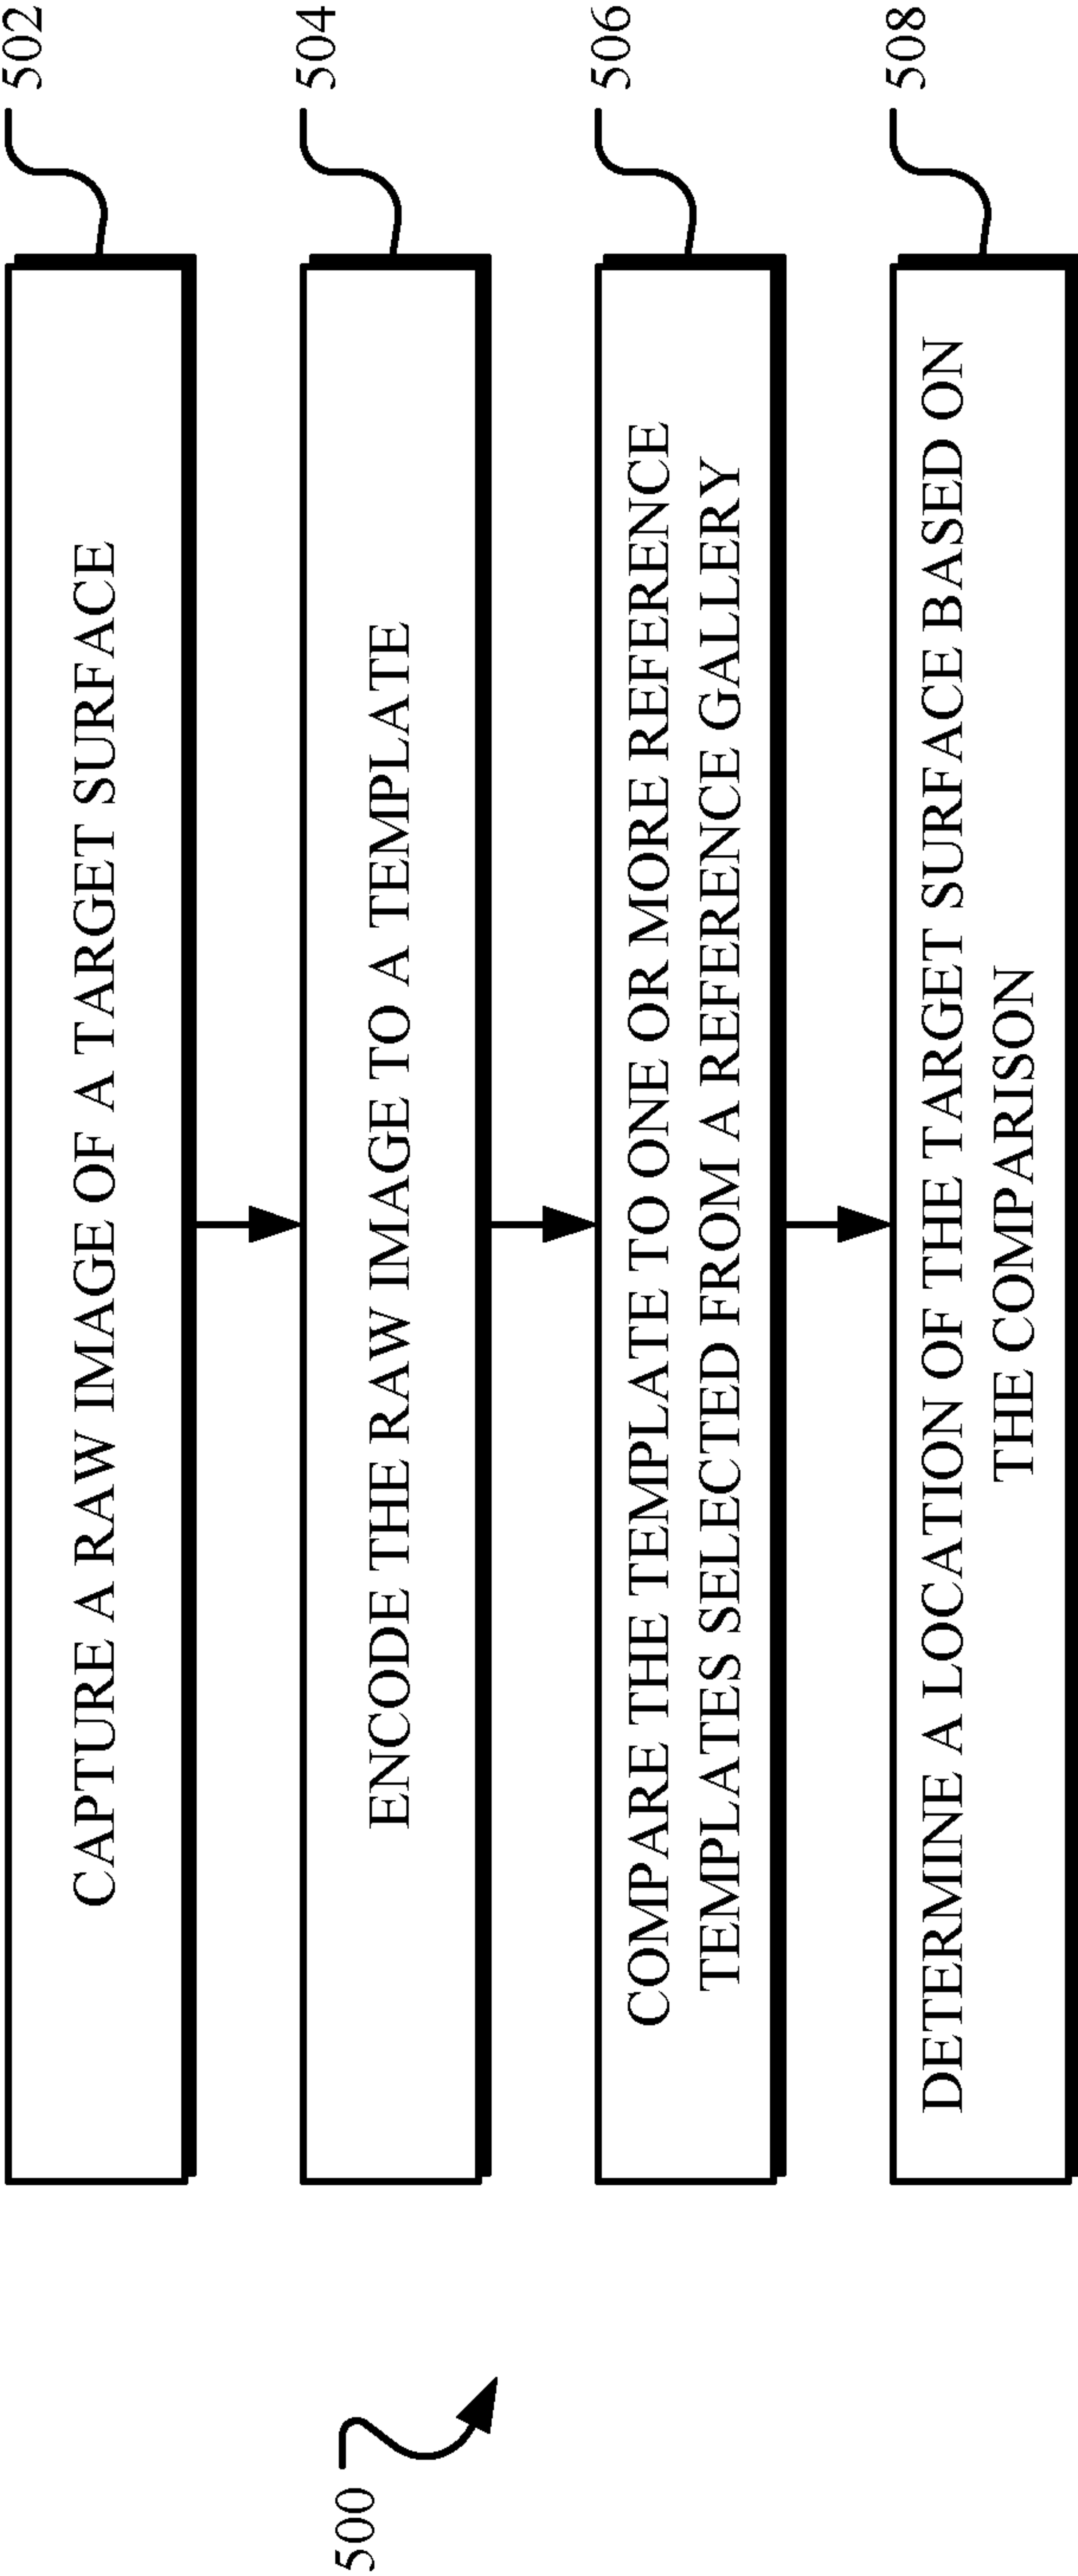 500
CAPTURE A RAW IMAGE OF A TARGET SURFACE
502
ENCODE THE RAW IMAGE TO A TEMPLATE
504
COMPARE THE TEMPLATE TO ONE OR MORE REFERENCE
TEMPLATES SELECTED FROM A REFERENCE GALLERY
506
DETERMINE A LOCATION OF THE TARGET SURFACE BASED ON
THE COMPARISON
508